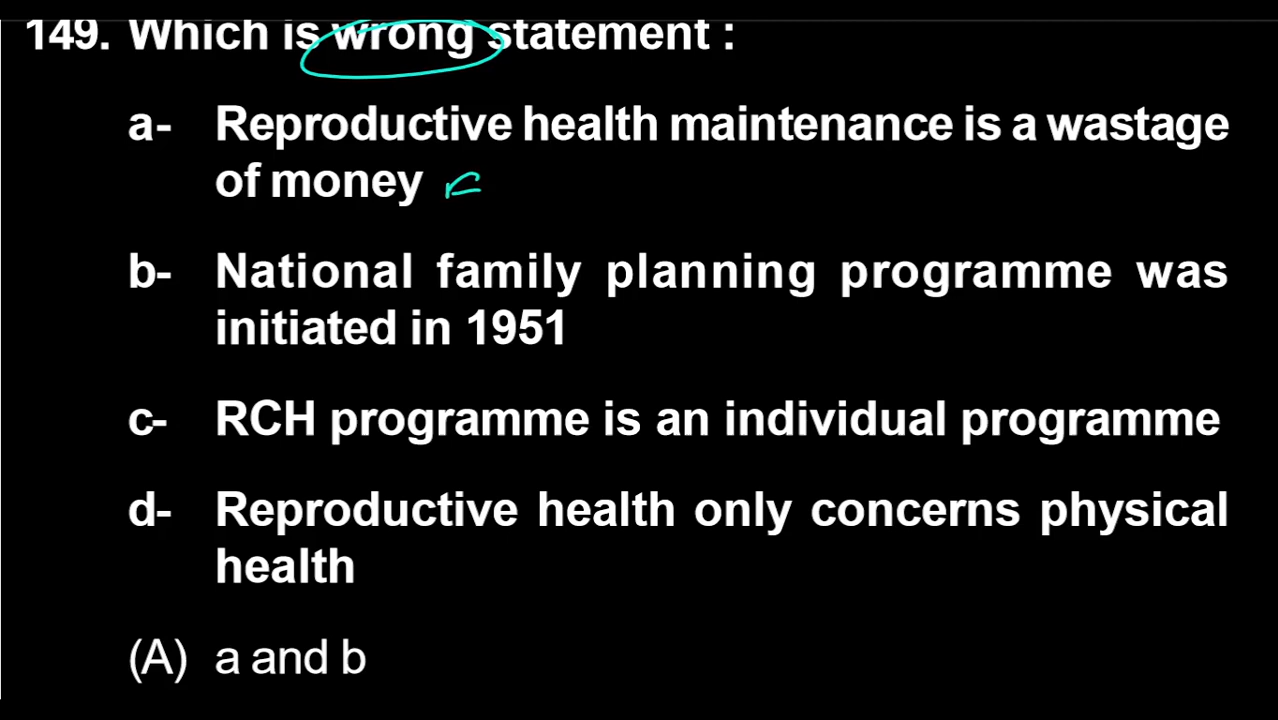 149. Which is wrong statement :
a- Reproductive health maintenance is a wastage
of money
b- National family planning programme was
initiated in 1951
c- RCH programme is an individual programme
d- Reproductive health only concerns physical
health
(A) a and b